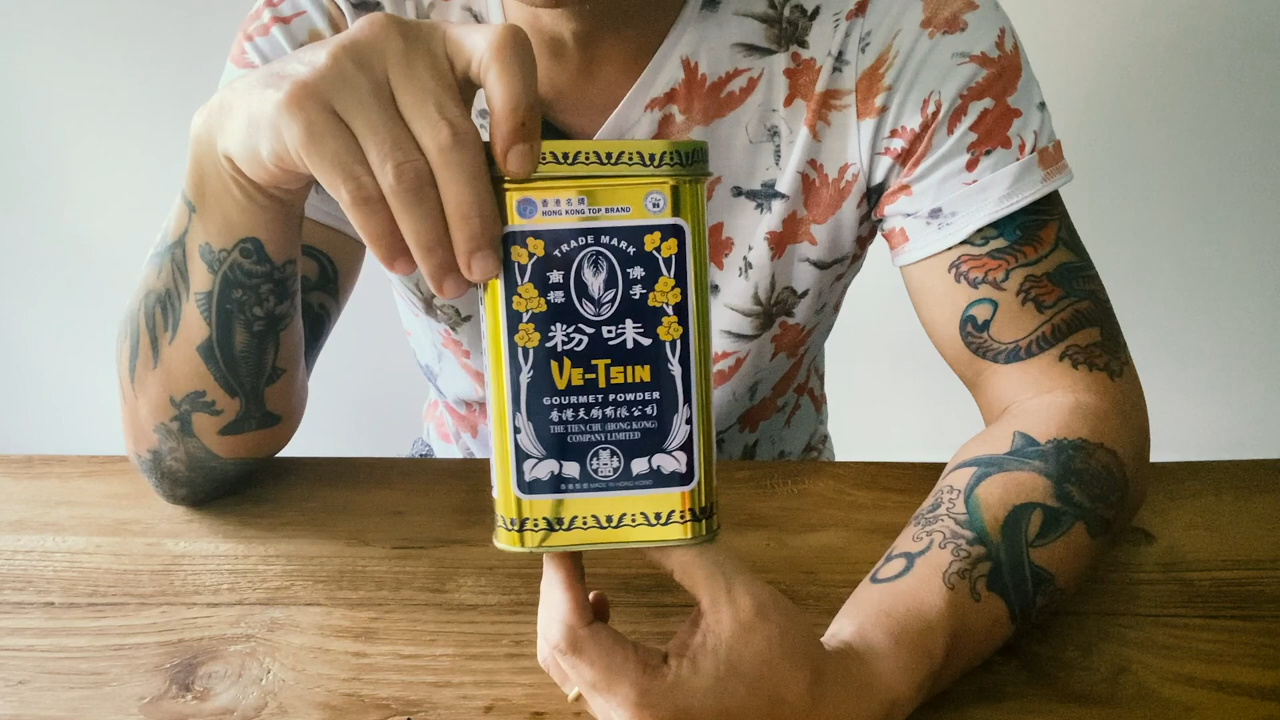 香港名牌
HONG KONG TOP BRAND
TRADE MARK
商標
佛手
粉味
VE-TSIN
GOURMET POWDER
香港天廚有限公司
THE TIEN CHU (HONG KONG)
COMPANY LIMITED
MADE IN HONG KONG